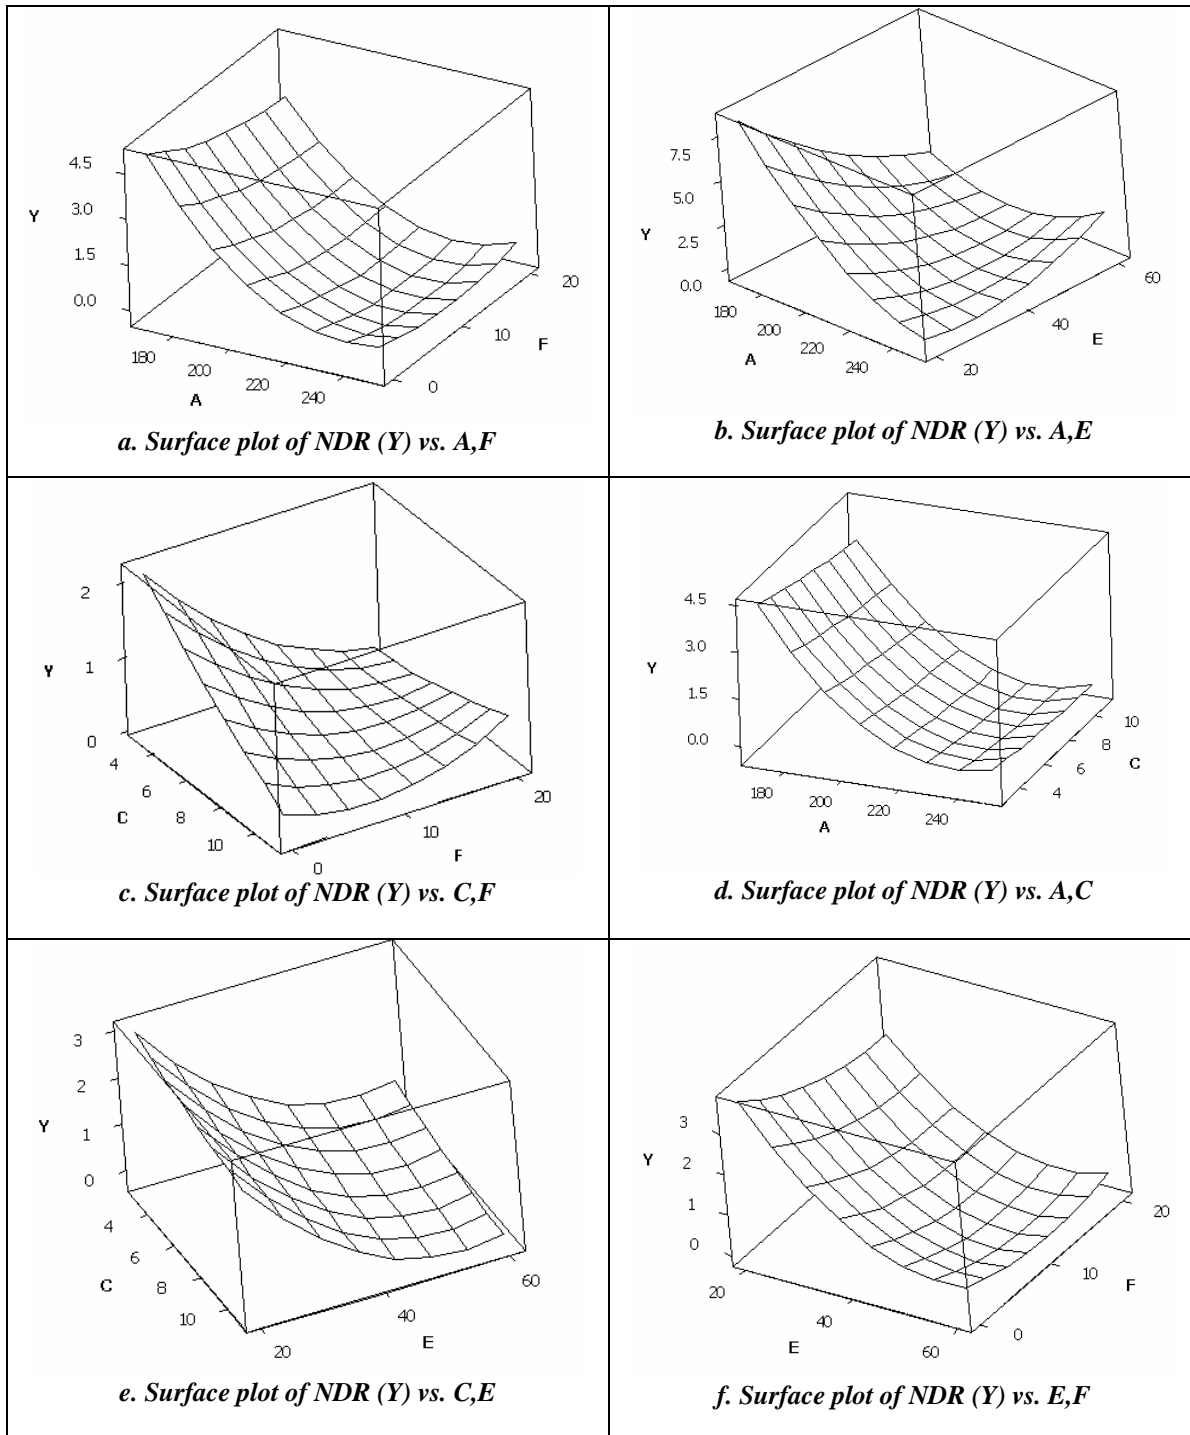 4.5
3.0
Y
1.5
0.0
180
200
220
240
A
0
10
20
F
a. Surface plot of NDR (Y) vs. A,F
7.5
5.0
Y
2.5
0.0
180
200
220
240
A
20
40
60
E
b. Surface plot of NDR (Y) vs. A,E
2
Y
1
0
4
6
8
10
C
0
10
20
F
c. Surface plot of NDR (Y) vs. C,F
4.5
3.0
Y
1.5
0.0
180
200
220
240
A
4
6
8
10
C
d. Surface plot of NDR (Y) vs. A,C
3
2
Y
1
0
4
6
8
10
C
20
40
60
E
e. Surface plot of NDR (Y) vs. C,E
3
Y
2
1
0
20
40
60
E
0
10
20
F
f. Surface plot of NDR (Y) vs. E,F